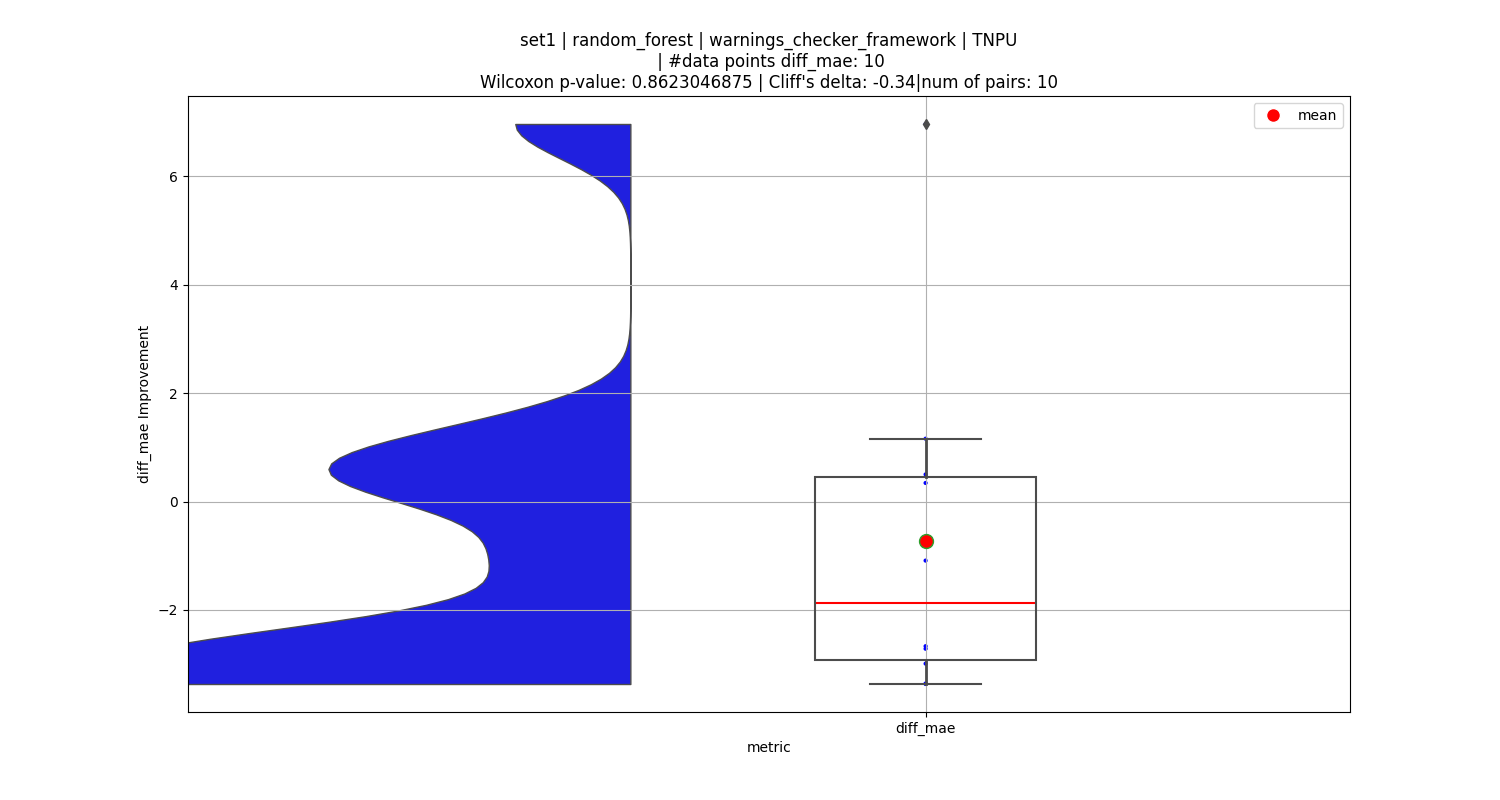 set1 | random_forest | warnings_checker_framework | TNPU
| #data points diff_mae: 10
Wilcoxon p-value: 0.8623046875 | Cliff's delta: -0.34|num of pairs: 10
mean
6
4
2
0
−2
diff_mae Improvement
diff_mae
metric